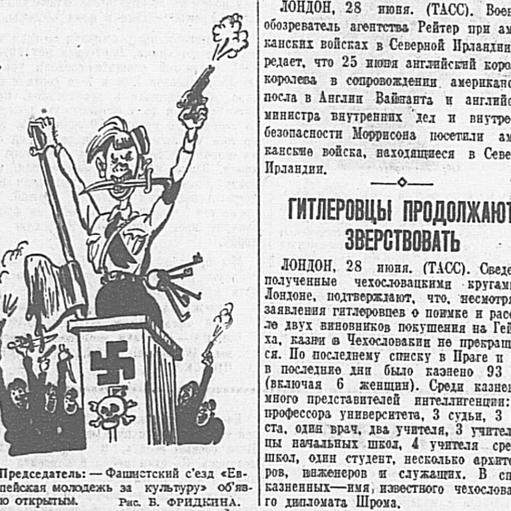 Председатель: — Фашистский с'езд «Ев-
пейская молодежь за культуру» об'яв-
ю открытым. Рис. Б. ФРИДКИНА.
ЛОНДОН, 28 июня. (ТАСС). Воен
обозреватель агентства Рейтер при ам
канских войсках в Северной Ирландии
редает, что 25 июня английский корол
королева в сопровождении американс
посла в Англии Вайнанта и английс
министра внутренних дел и внутре
безопасности Моррисона посетили ам
канские войска, находящиеся в Севе
Ирландии.
ГИТЛЕРОВЦЫ ПРОДОЛЖАЮТ
ЗВЕРСТВОВАТЬ
ЛОНДОН, 28 июня. (ТАСС). Сведе
полученные чехословацкими кругам
Лондоне, подтверждают, что, несмотря
заявления гитлеровцев о поимке и расс
ле двух виновников покушения на Гей
ха, казни в Чехословакии не прекращ
ся. По последнему списку в Праге и
в последние дни было казнено 93
(включая 6 женщин). Среди казнен
много представителей интеллигенции:
профессора университета, 3 судьи, 3
ста, один врач, два учителя, 3 учител
цы начальных школ, 4 учителя сред
школ, один студент, несколько архите
ров, инженеров и служащих. В сп
казненных—имя известного чехослова
го дипломата Шрома.